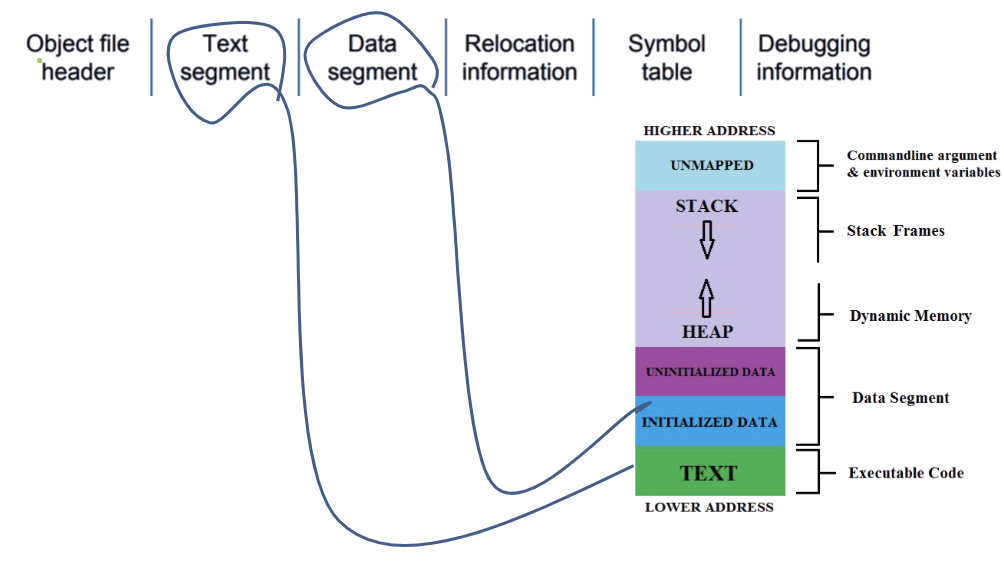 Object file
header
Text
segment
Data
segment
Relocation
information
Symbol
table
Debugging
information
HIGHER ADDRESS
UNMAPPED
Commandline argument
& environment variables
STACK
Stack Frames
HEAP
Dynamic Memory
UNINITIALIZED DATA
Data Segment
INITIALIZED DATA
TEXT
Executable Code
LOWER ADDRESS